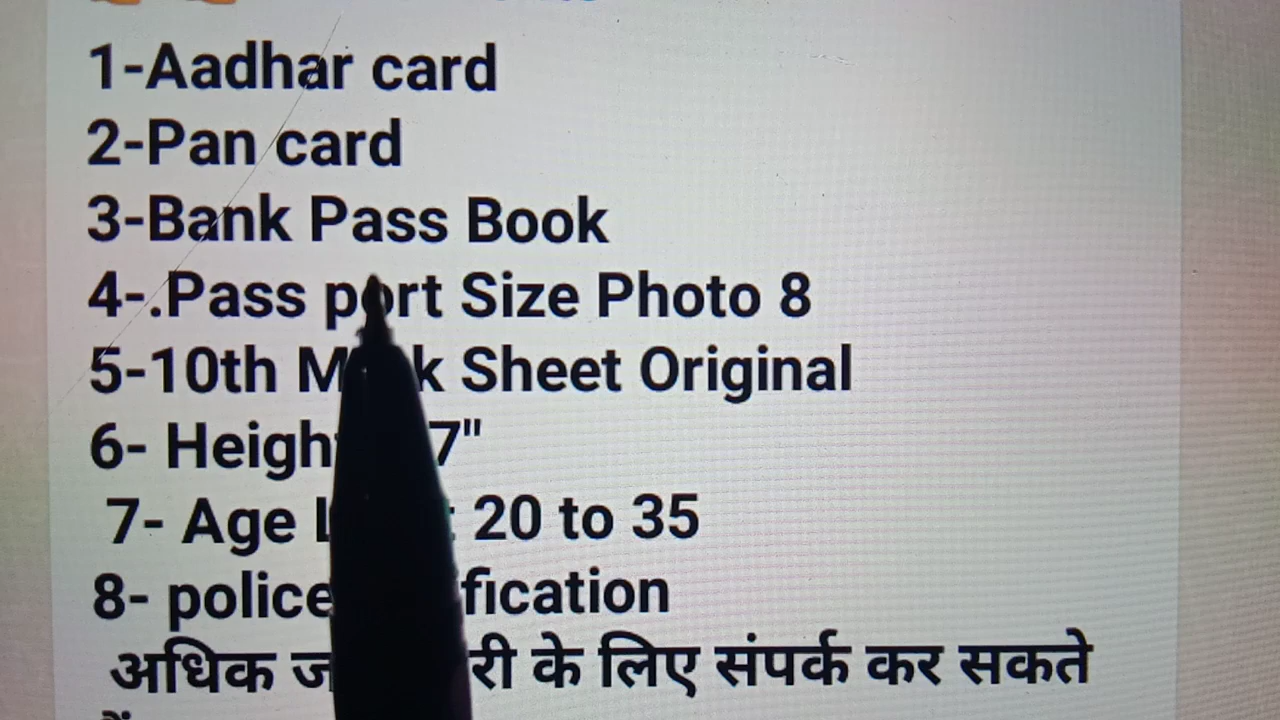 1-Aadhar card
2-Pan card
3-Bank Pass Book
4-.Pass port Size Photo 8
5-10th Sheet Original
6- 7"
7- Age 20 to 35
8- police
अधिक के लिए संपर्क कर सकते